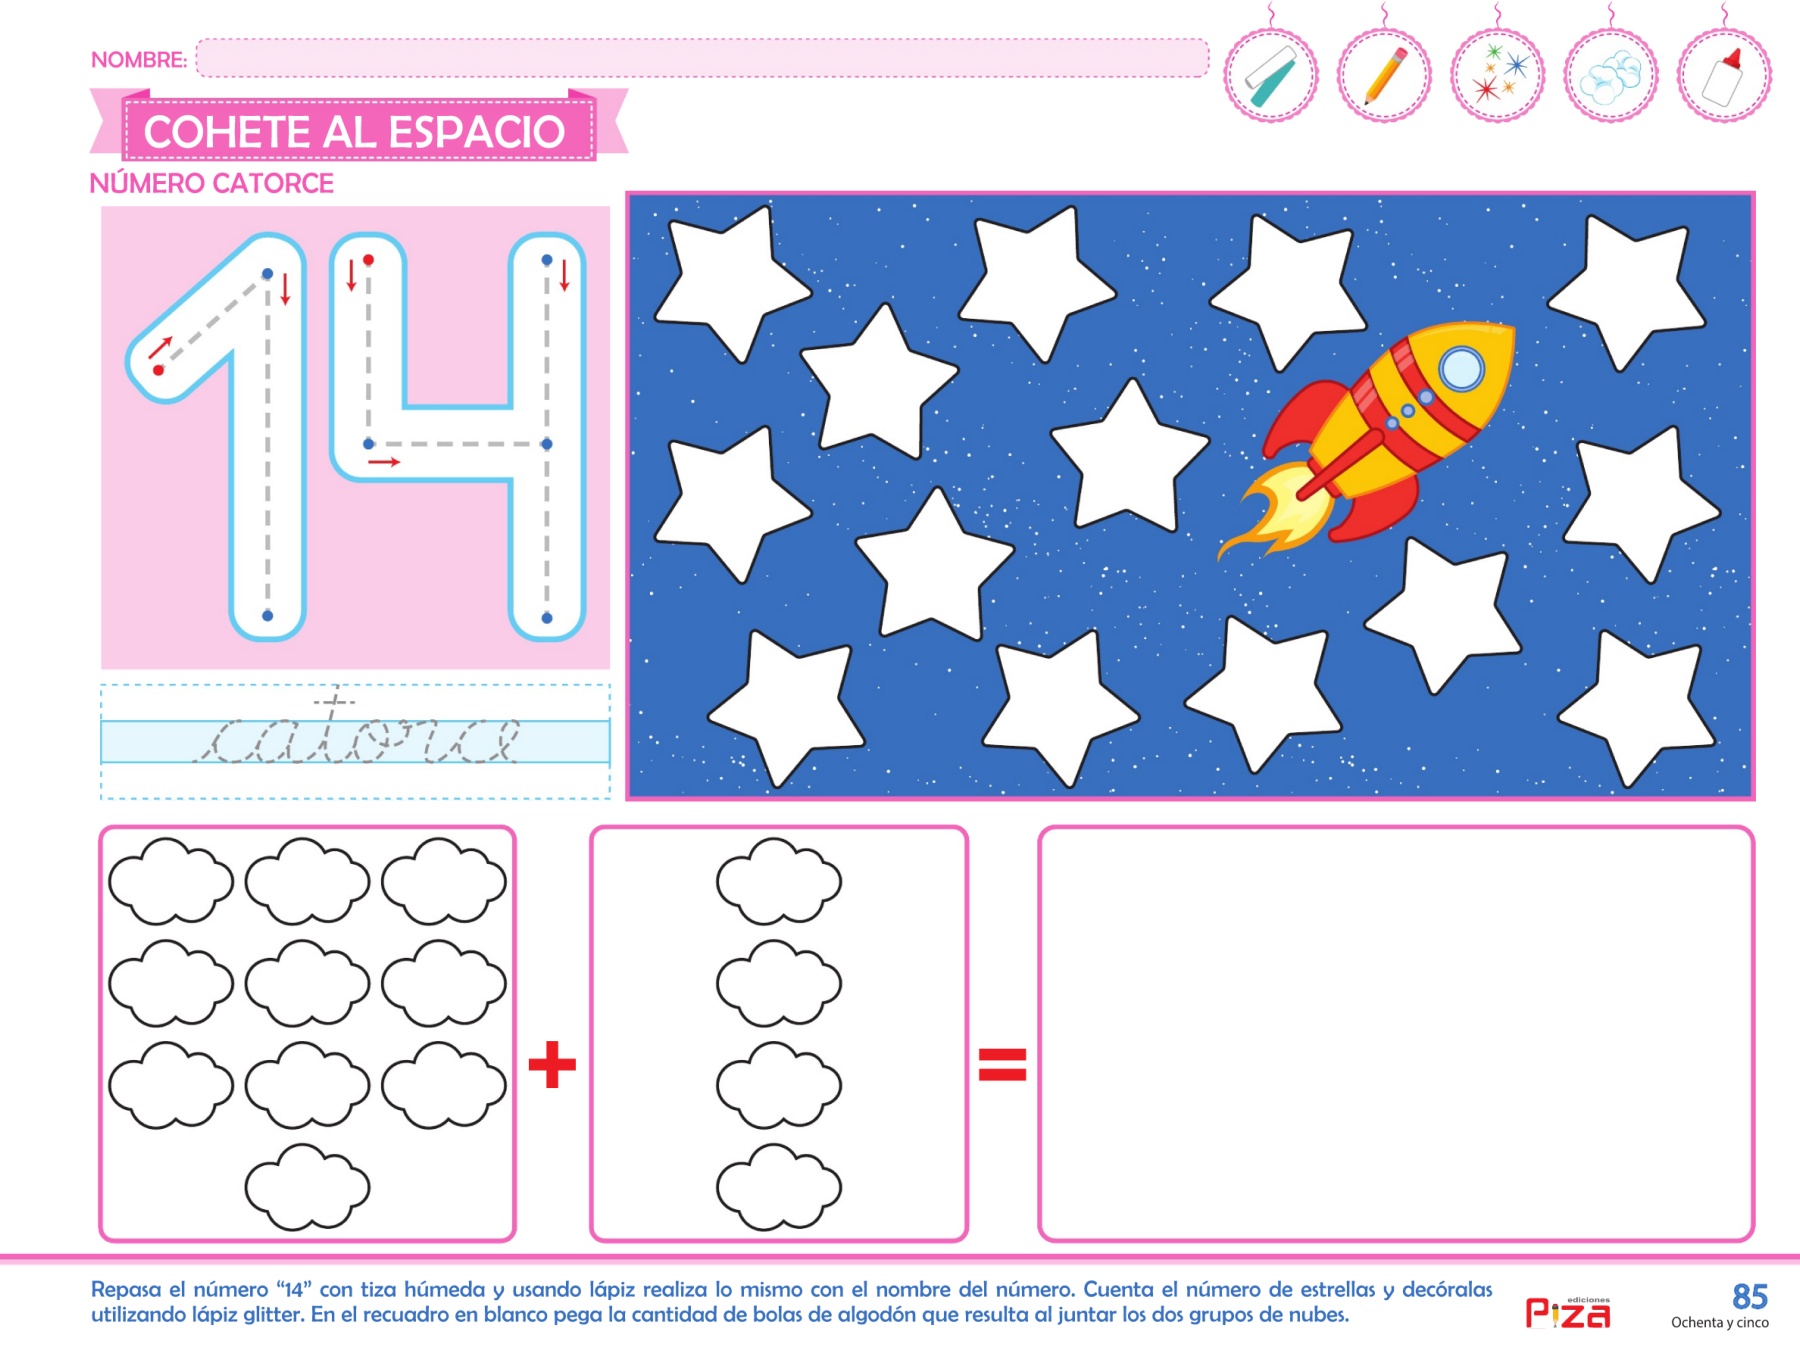 NOMBRE:
COHETE AL ESPACIO
NÚMERO CATORCE
14
catorce
+
=
Repasa el número “14” con tiza húmeda y usando lápiz realiza lo mismo con el nombre del número. Cuenta el número de estrellas y decóralas
utilizando lápiz glitter. En el recuadro en blanco pega la cantidad de bolas de algodón que resulta al juntar los dos grupos de nubes.
ediciones
Piza
85
Ochenta y cinco